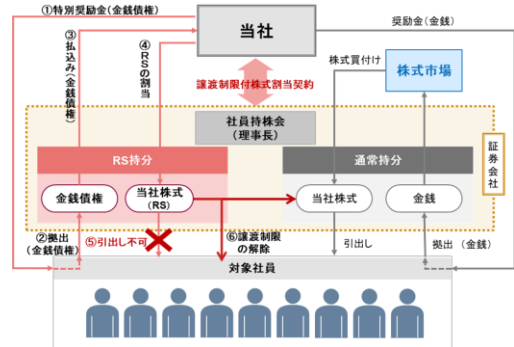 ①特別奨励金(金銭債権)
奨励金(金銭)
当社
③払込み(金銭債権)
④RSの割当
株式買付け
株式市場
譲渡制限付株式割当契約
社員持株会
(理事長)
証券会社
RS持分
通常持分
金銭債権
当社株式
(RS)
当社株式
金銭
②拠出
(金銭債権)
⑤引出し不可
⑥譲渡制限
の解除
引出し
拠出 (金銭)
対象社員